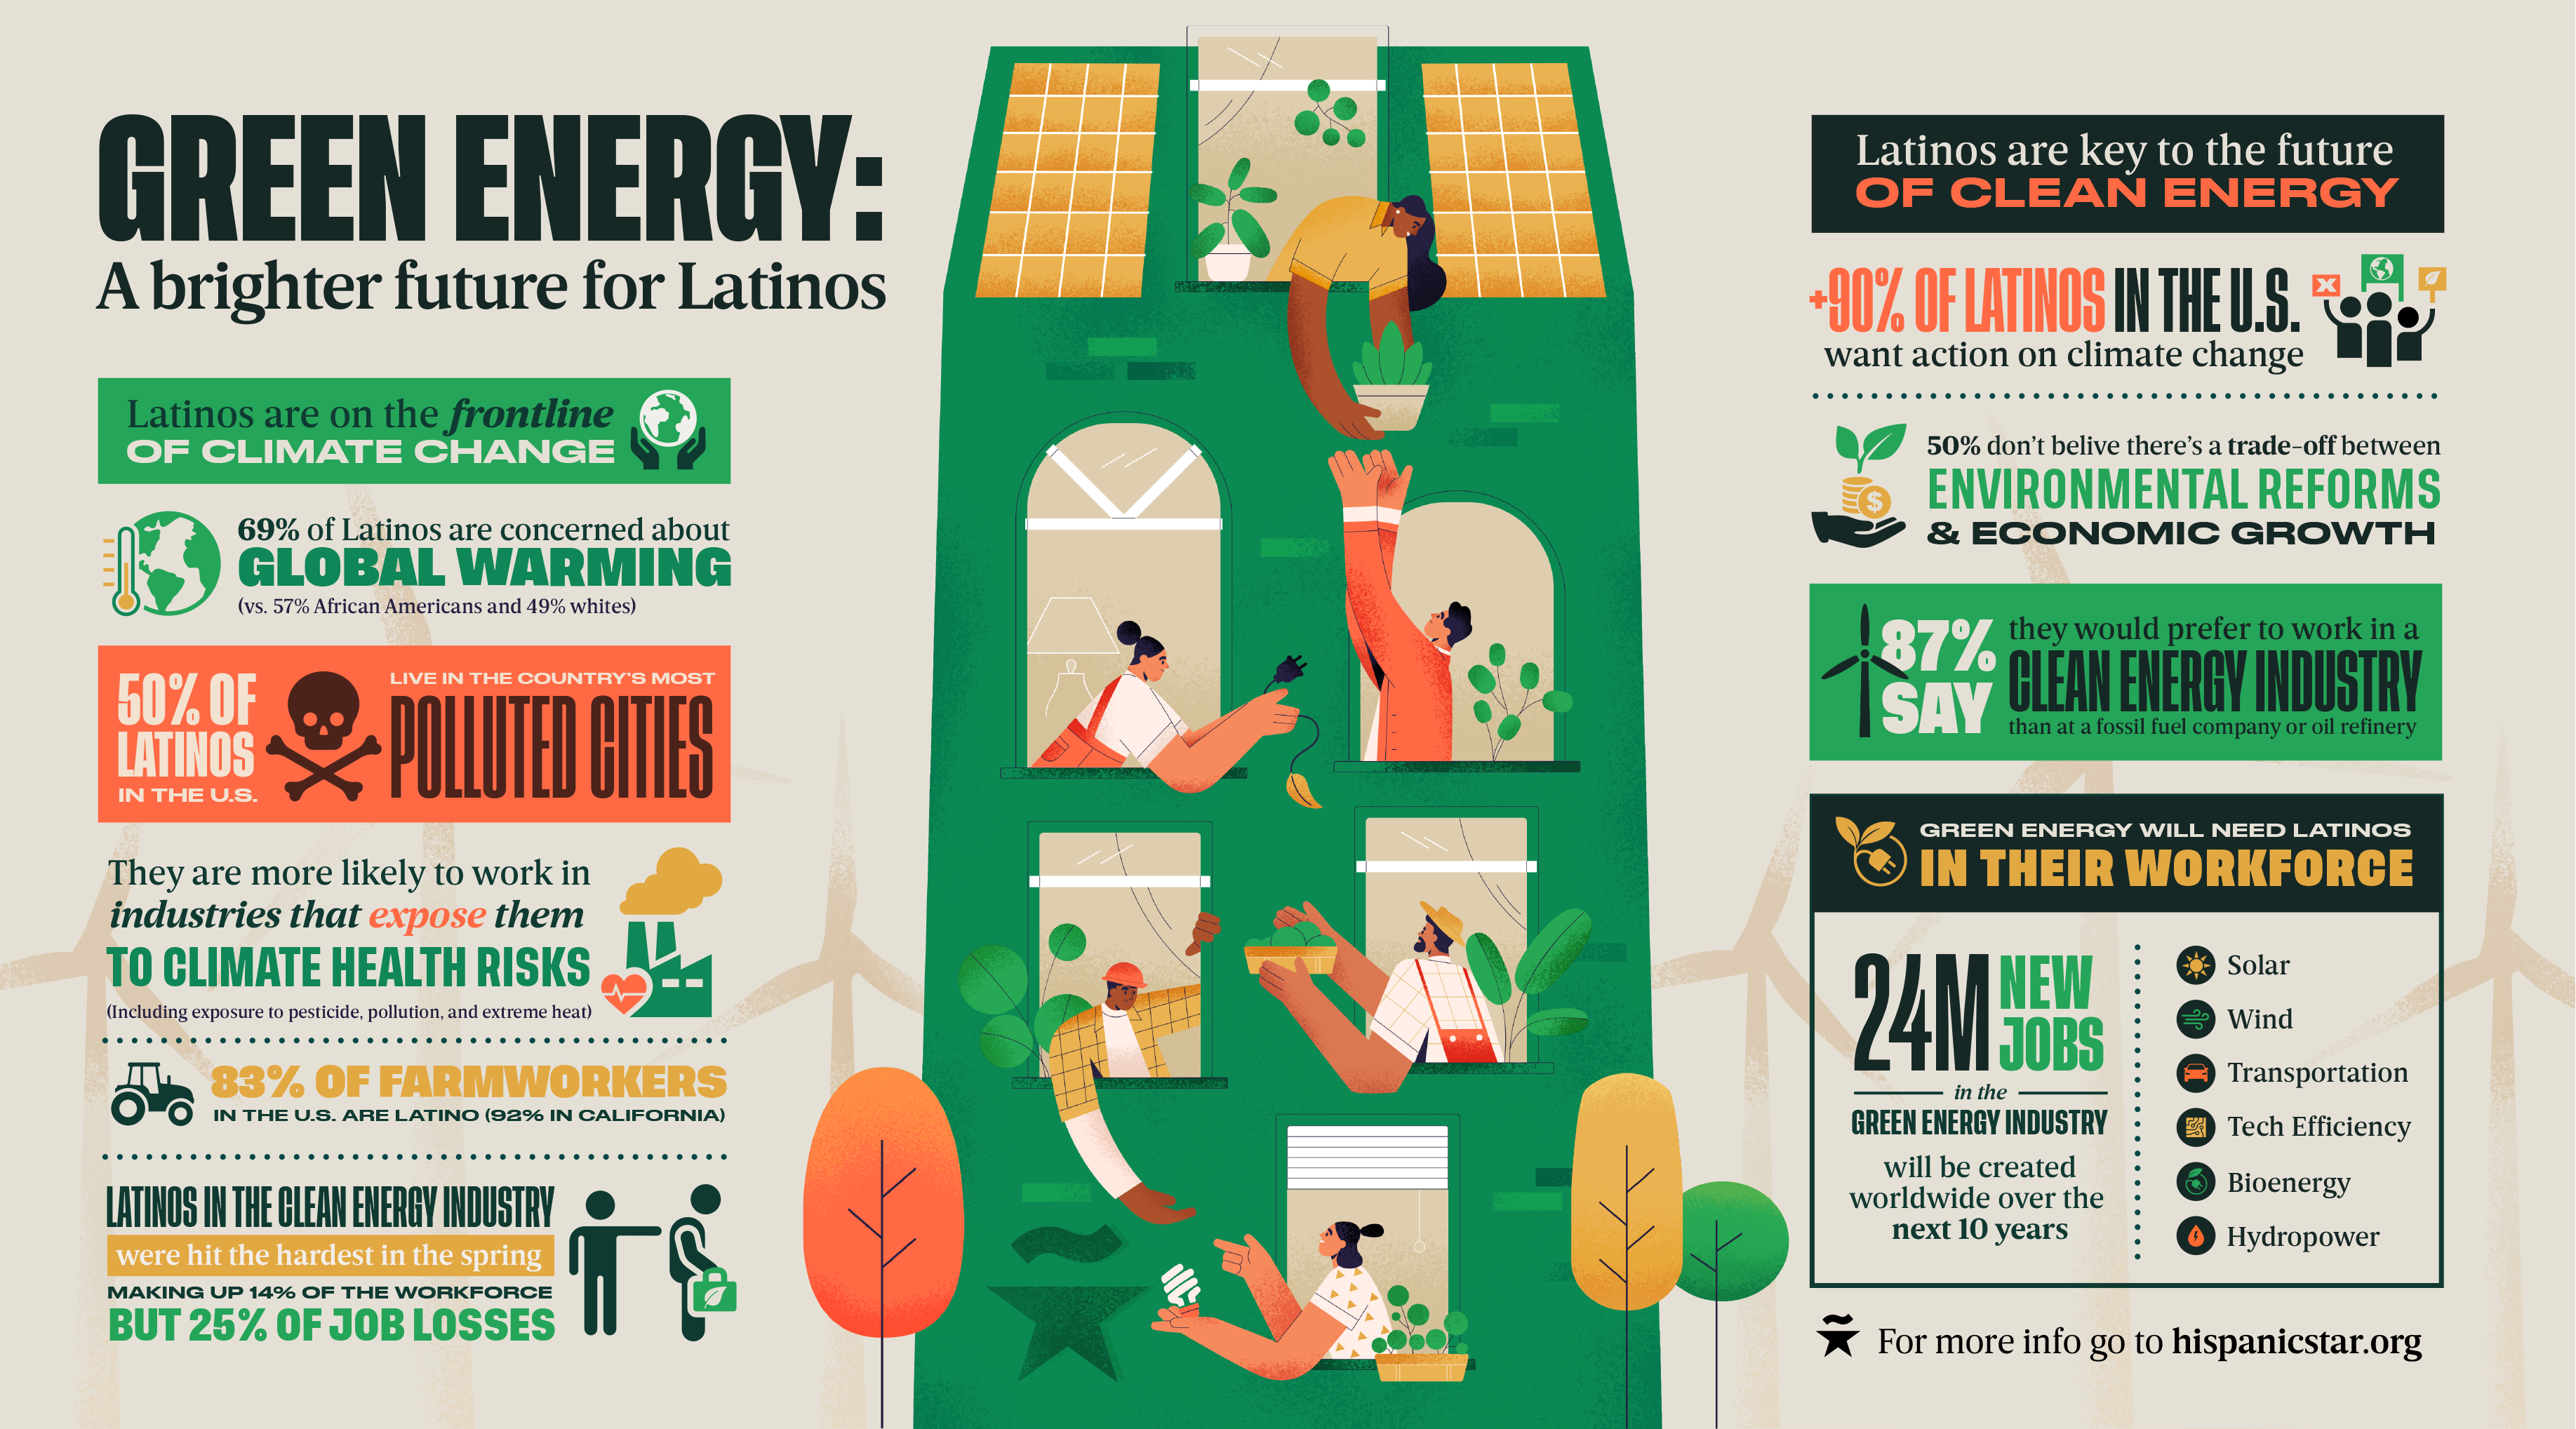 GREEN ENERGY:
A brighter future for Latinos
Latinos are on the frontline
OF CLIMATE CHANGE
69% of Latinos are concerned about
GLOBAL WARMING
(vs. 57% African Americans and 49% whites)
50% OF
LATINOS
IN THE U.S.
LIVE IN THE COUNTRY'S MOST
POLLUTED CITIES
They are more likely to work in
industries that expose them
TO CLIMATE HEALTH RISKS
(Including exposure to pesticide, pollution, and extreme heat)
83% OF FARMWORKERS
IN THE U.S. ARE LATINO (92% IN CALIFORNIA)
LATINOS IN THE CLEAN ENERGY INDUSTRY
were hit the hardest in the spring
MAKING UP 14% OF THE WORKFORCE
BUT 25% OF JOB LOSSES
Latinos are key to the future
OF CLEAN ENERGY
+90% OF LATINOS IN THE U.S.
want action on climate change
50% don't belive there's a trade-off between
ENVIRONMENTAL REFORMS
& ECONOMIC GROWTH
$
87%
SAY
they would prefer to work in a
CLEAN ENERGY INDUSTRY
than at a fossil fuel company or oil refinery
GREEN ENERGY WILL NEED LATINOS
IN THEIR WORKFORCE
24M NEW
JOBS
in the
GREEN ENERGY INDUSTRY
will be created
worldwide over the
next 10 years
Solar
Wind
Transportation
Tech Efficiency
Bioenergy
Hydropower
For more info go to hispanicstar.org